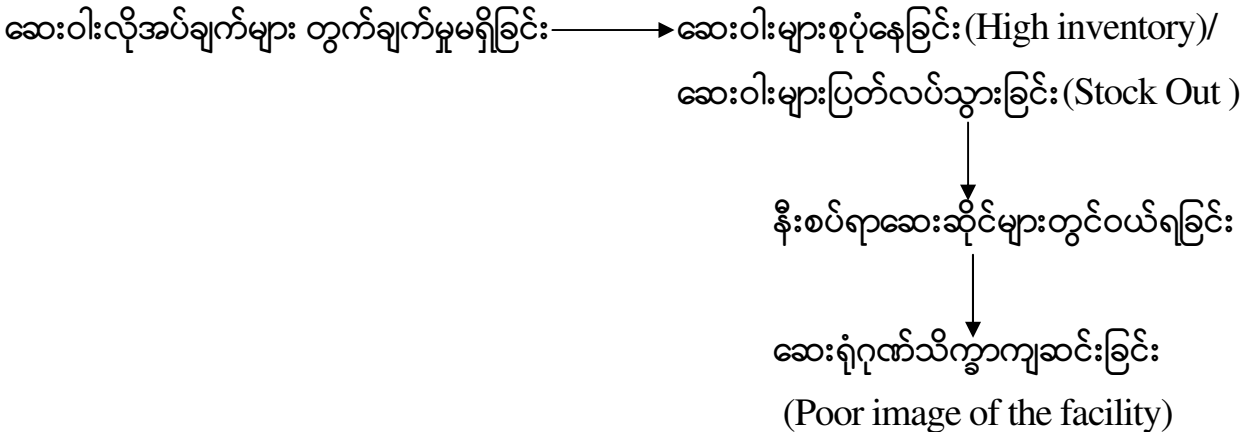 ဆေးဝါးလိုအပ်ချက်များ တွက်ချက်မှုမရှိခြင်း
ဆေးဝါးများစုပုံနေခြင်း(High inventory)/
ဆေးဝါးများပြတ်လပ်သွားခြင်း(Stock Out )
နီးစပ်ရာဆေးဆိုင်များတွင်ဝယ်ရခြင်း
ဆေးရုံဂုဏ်သိက္ခာကျဆင်းခြင်း
(Poor image of the facility)